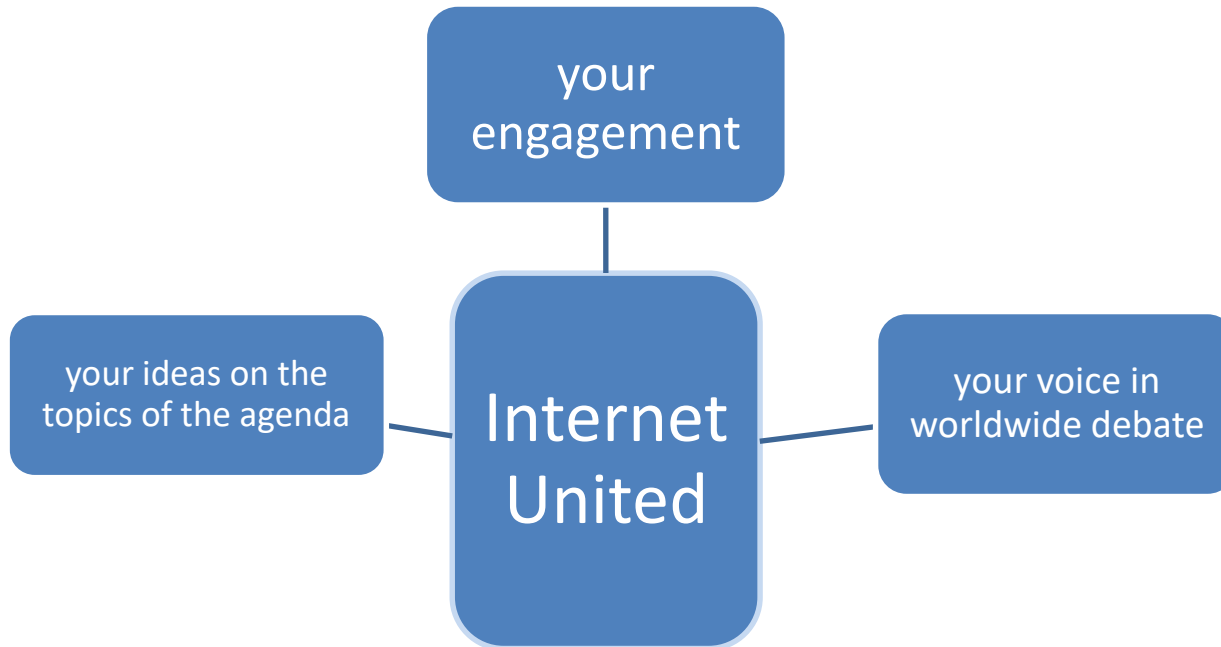 your
engagement
your ideas on the
topics of the agenda
Internet
United
your voice in
worldwide debate